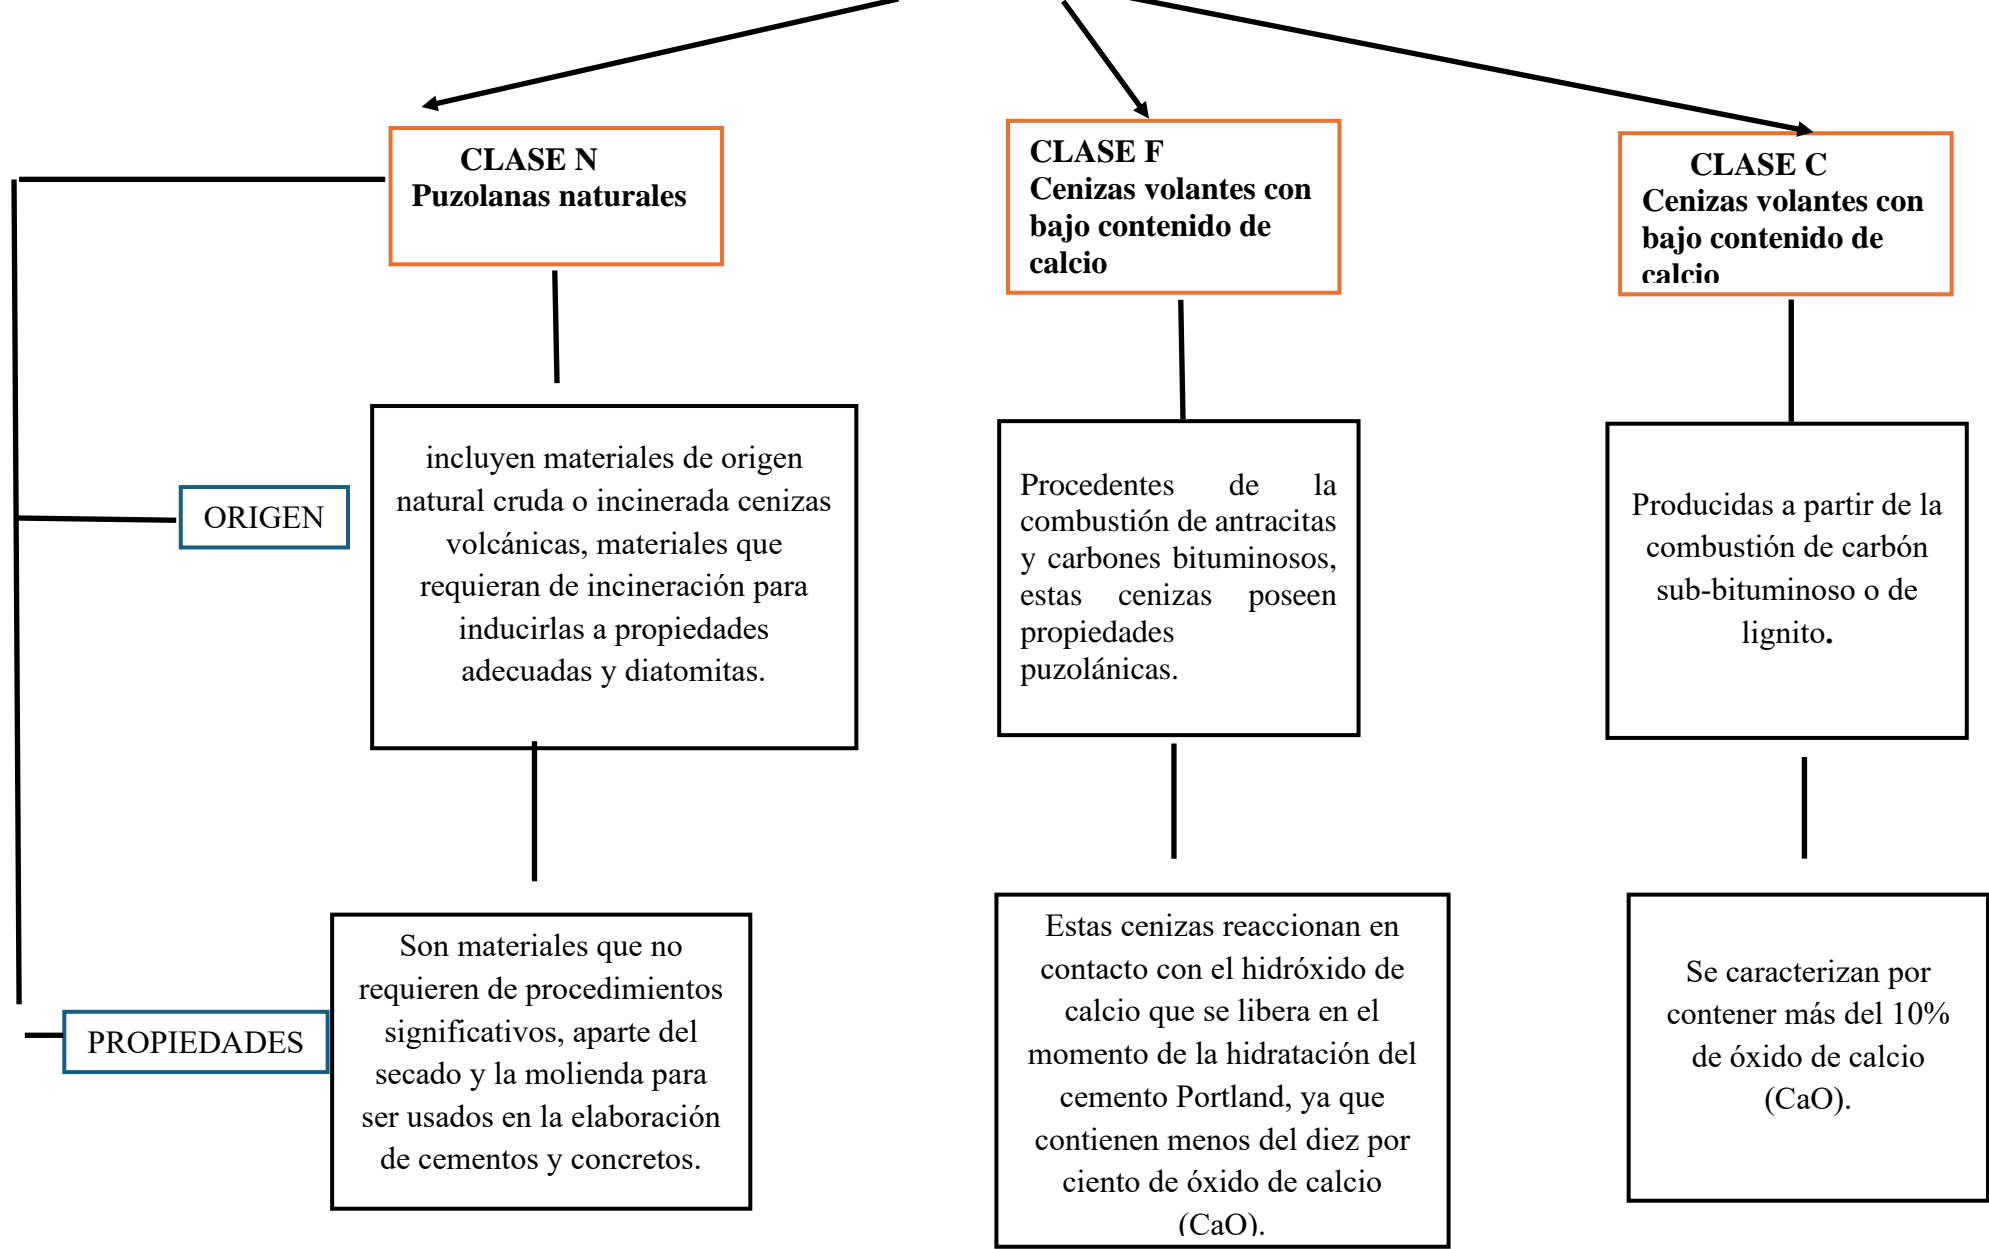 CLASE N
Puzolanas naturales
CLASE F
Cenizas volantes con
bajo contenido de
calcio
CLASE C
Cenizas volantes con
bajo contenido de
calcio
ORIGEN
incluyen materiales de origen
natural cruda o incinerada cenizas
volcánicas, materiales que
requieran de incineración para
inducirlas a propiedades
adecuadas y diatomitas.
Procedentes de la
combustión de antracitas
y carbones bituminosos,
estas cenizas poseen
propiedades
puzolánicas.
Producidas a partir de la
combustión de carbón
sub-bituminoso o de
lignito.
PROPIEDADES
Son materiales que no
requieren de procedimientos
significativos, aparte del
secado y la molienda para
ser usados en la elaboración
de cementos y concretos.
Estas cenizas reaccionan en
contacto con el hidróxido de
calcio que se libera en el
momento de la hidratación del
cemento Portland, ya que
contienen menos del diez por
ciento de óxido de calcio
(CaO).
Se caracterizan por
contener más del 10%
de óxido de calcio
(CaO).